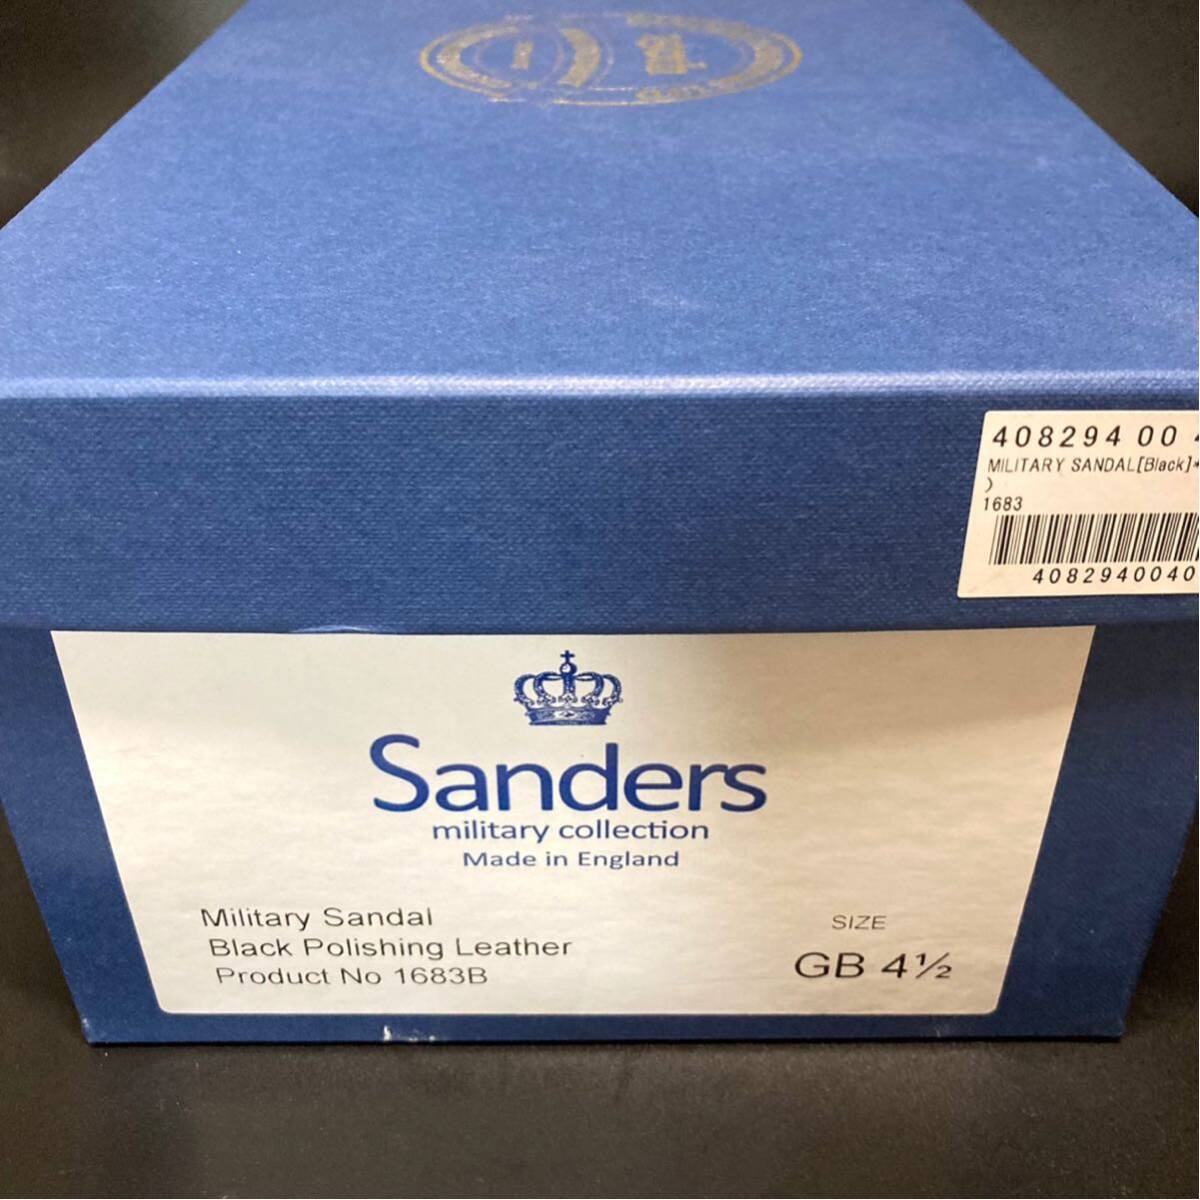 408294 00
MILITARY SANDAL[Black]*
)
1683
4082940040
Sanders
military collection
Made in England
Military Sandal
Black Polishing Leather
Product No 1683B
SIZE
GB 4½